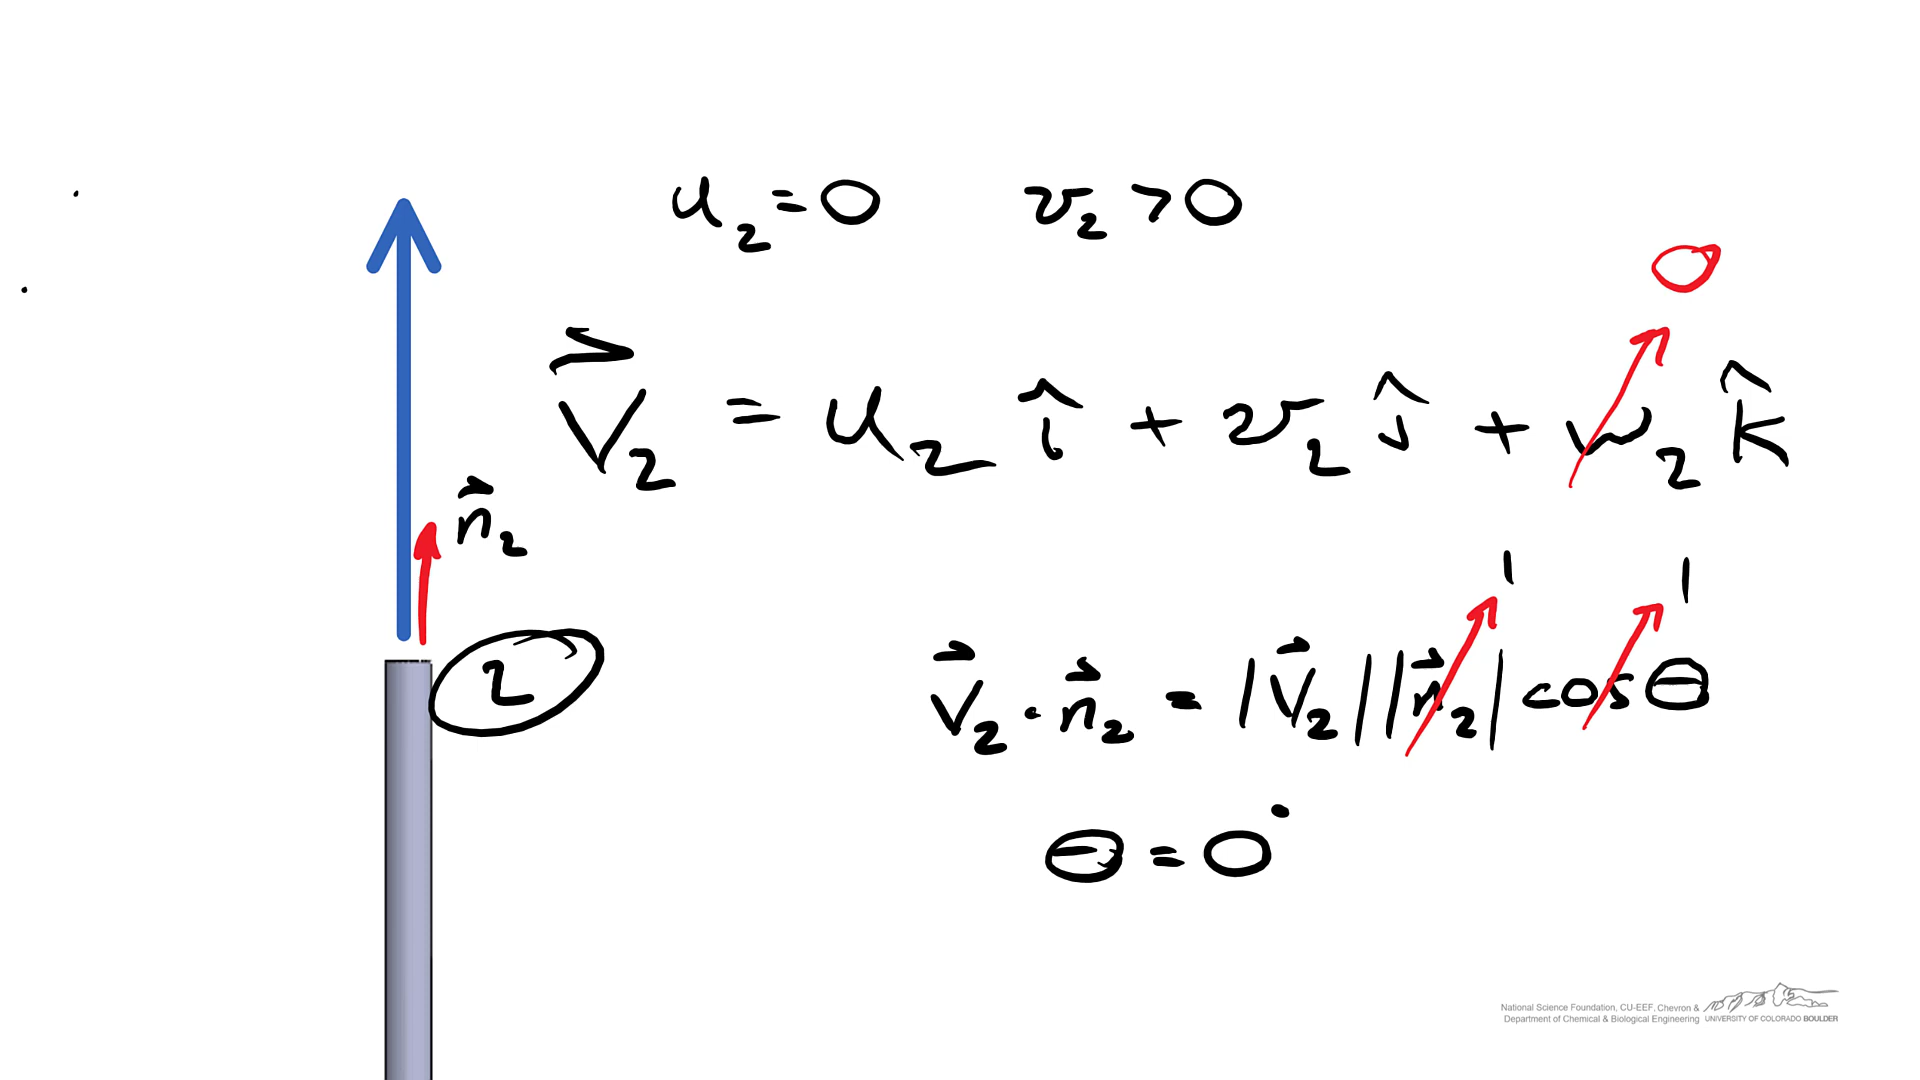 u₂ = 0 v₂ > 0
0
V⃗₂ = u₂ î + v₂ ĵ + w₂ k̂
n⃗₂
1 1
2
V⃗₂ · n⃗₂ = |V⃗₂||n⃗₂| cos θ
θ = 0°
National Science Foundation, CU-EEF, Chevron &
Department of Chemical & Biological Engineering UNIVERSITY OF COLORADO BOULDER